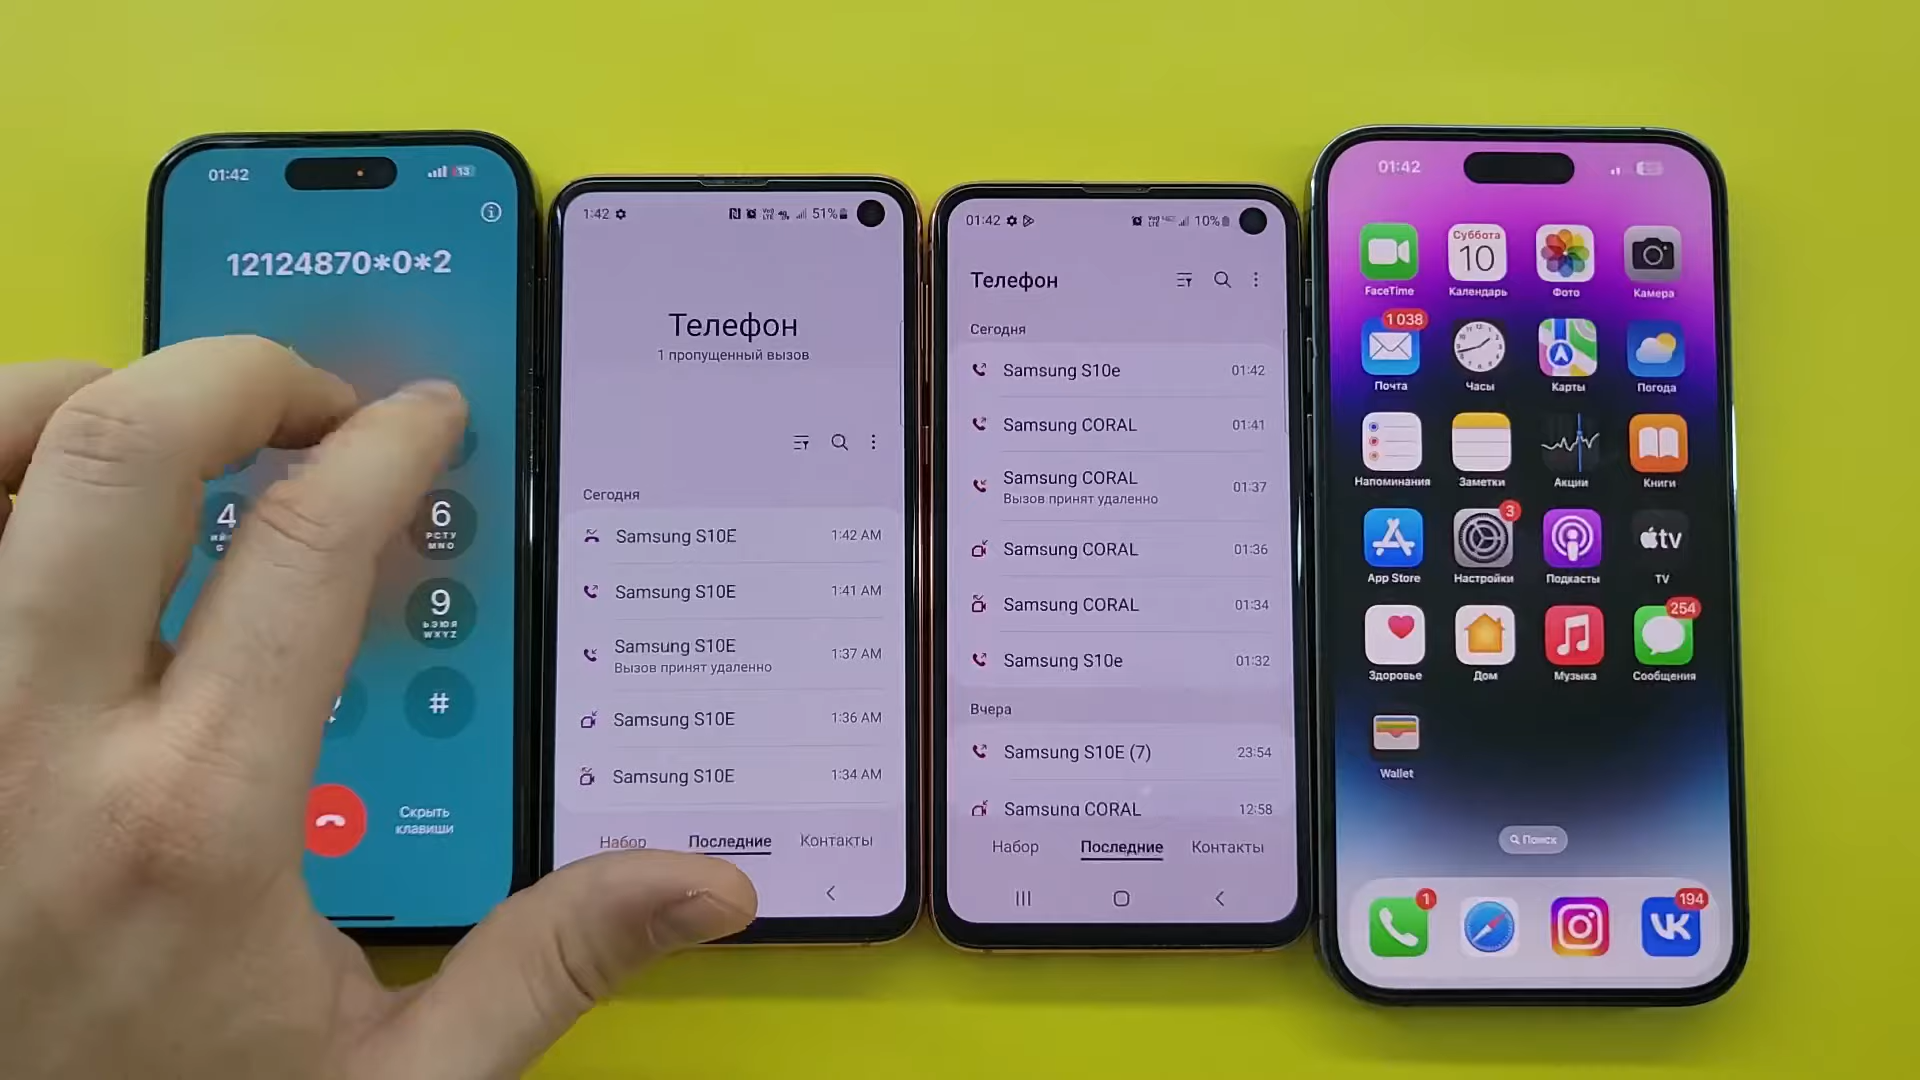 01:42
13
12124870*0*2
4
6
РСТУ
MNO
9
ЬЭЮЯ
WXYZ
#
Скрыть
клавиши
1:42
51%
Телефон
1 пропущенный вызов
Сегодня
Samsung S10E
1:42 AM
Samsung S10E
1:41 AM
Samsung S10E
Вызов принят удаленно
1:37 AM
Samsung S10E
1:36 AM
Samsung S10E
1:34 AM
Набор
Последние
Контакты
01:42
10%
Телефон
Сегодня
Samsung S10e
01:42
Samsung CORAL
01:41
Samsung CORAL
Вызов принят удаленно
01:37
Samsung CORAL
01:36
Samsung CORAL
01:34
Samsung S10e
01:32
Вчера
Samsung S10E (7)
23:54
Samsung CORAL
12:58
Набор
Последние
Контакты
01:42
Суббота
10
FaceTime
Календарь
Фото
Камера
1 038
Почта
Часы
Карты
Погода
Напоминания
Заметки
Акции
Книги
3
tv
App Store
Настройки
Подкасты
TV
254
Здоровье
Дом
Музыка
Сообщения
Wallet
Поиск
1
194